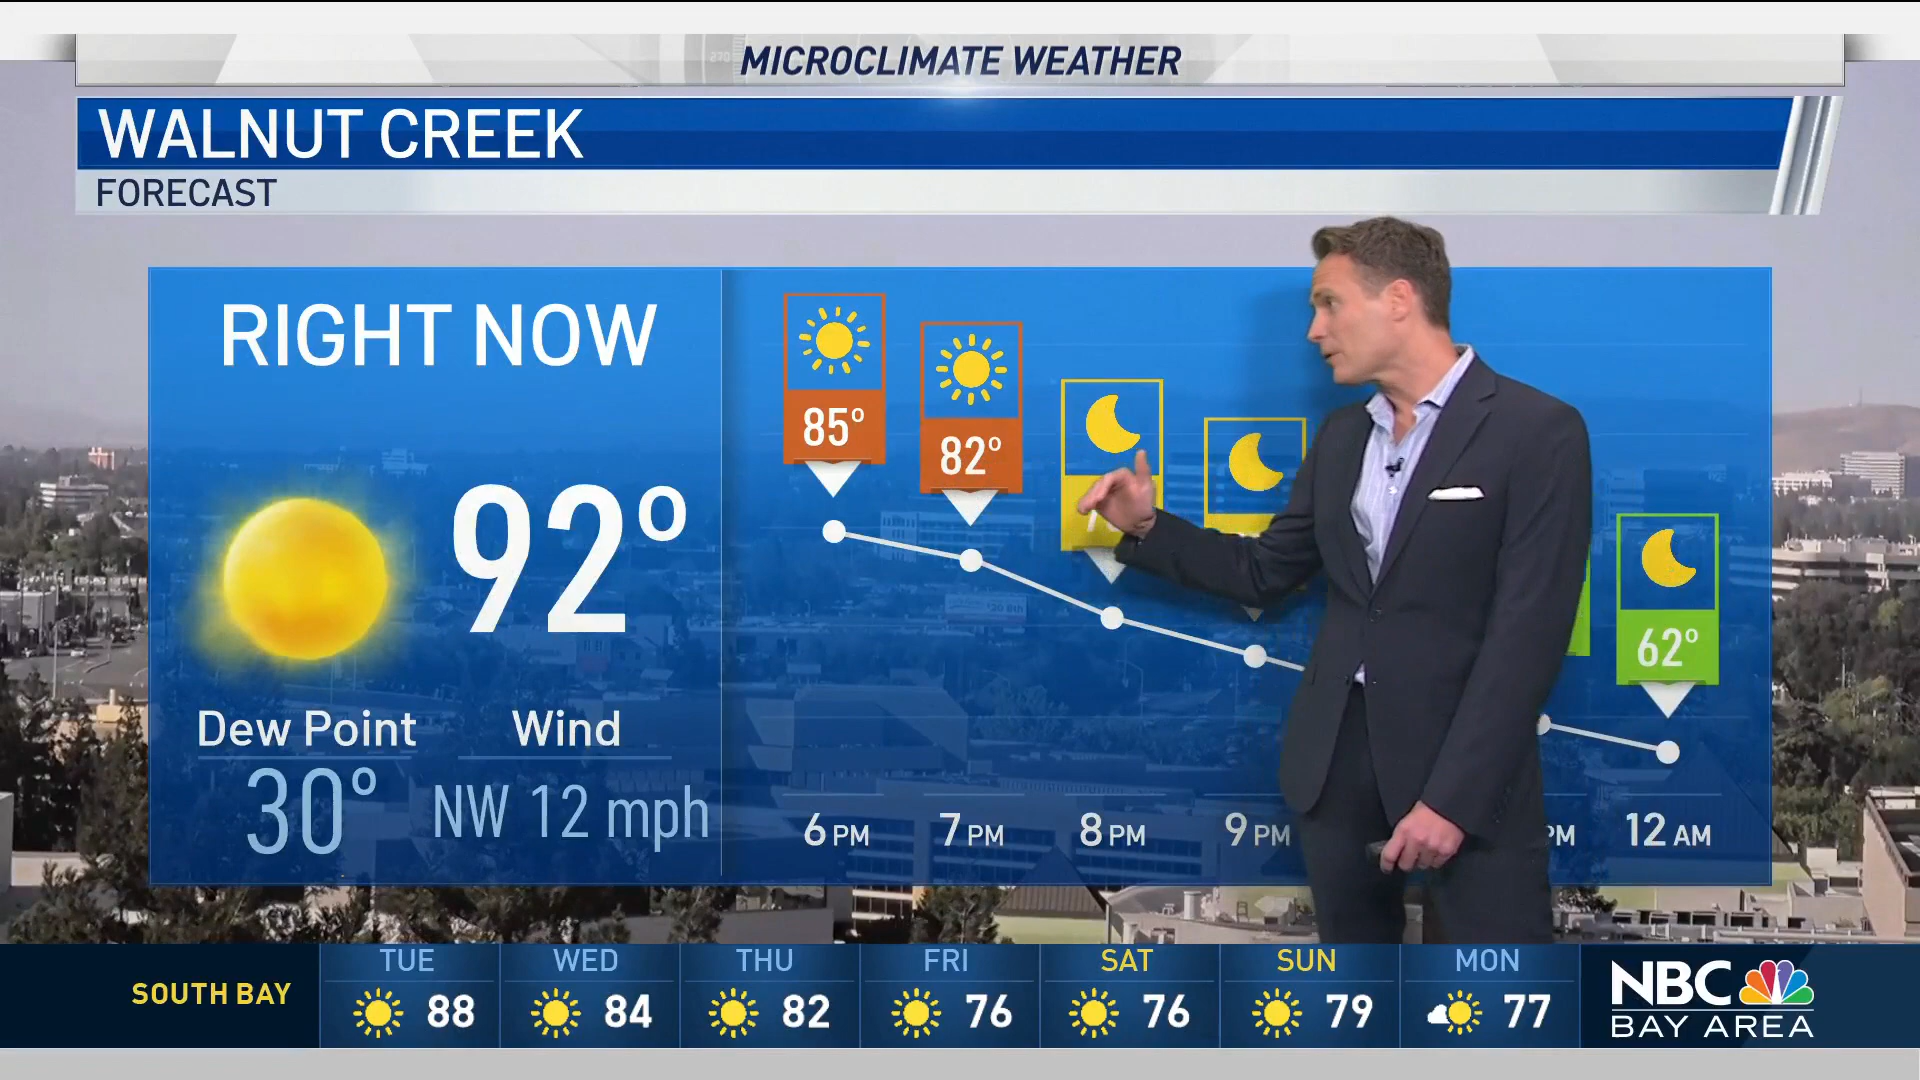 MICROCLIMATE WEATHER
WALNUT CREEK
FORECAST
RIGHT NOW
92°
Dew Point
30°
Wind
NW 12 mph
85°
82°
62°
6 PM
7 PM
8 PM
9 PM
PM
12 AM
SOUTH BAY
TUE
88
WED
84
THU
82
FRI
76
SAT
76
SUN
79
MON
77
NBC
BAY AREA